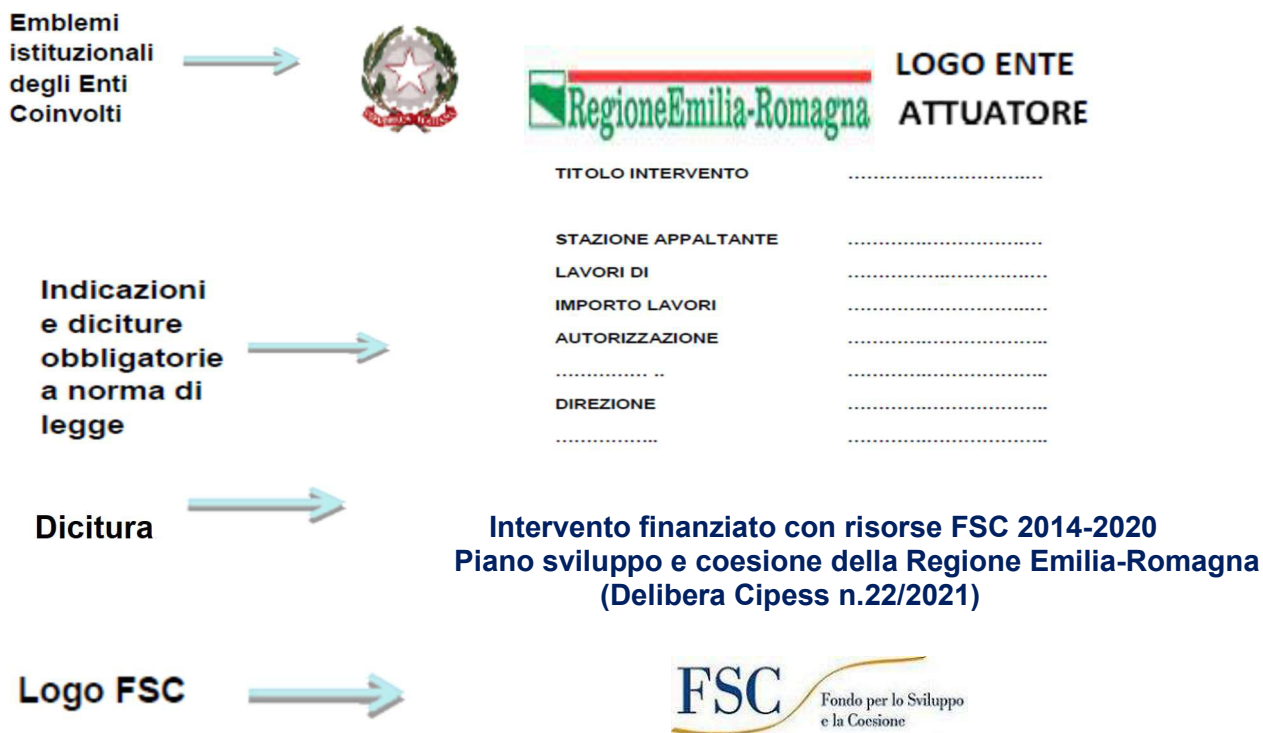 Emblemi
istituzionali
degli Enti
Coinvolti
RegioneEmilia-Romagna
LOGO ENTE
ATTUATORE
TITOLO INTERVENTO ................................
STAZIONE APPALTANTE ................................
LAVORI DI ................................
IMPORTO LAVORI ................................
AUTORIZZAZIONE ................................
............... .. ................................
DIREZIONE ................................
................. ................................
Indicazioni
e diciture
obbligatorie
a norma di
legge
Dicitura
Intervento finanziato con risorse FSC 2014-2020
Piano sviluppo e coesione della Regione Emilia-Romagna
(Delibera Cipess n.22/2021)
Logo FSC
FSC
Fondo per lo Sviluppo
e la Coesione